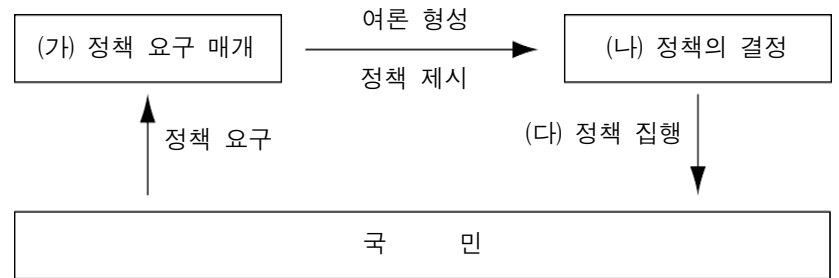 여론 형성
(가) 정책 요구 매개
(나) 정책의 결정
정책 제시
정책 요구
(다) 정책 집행
국 민